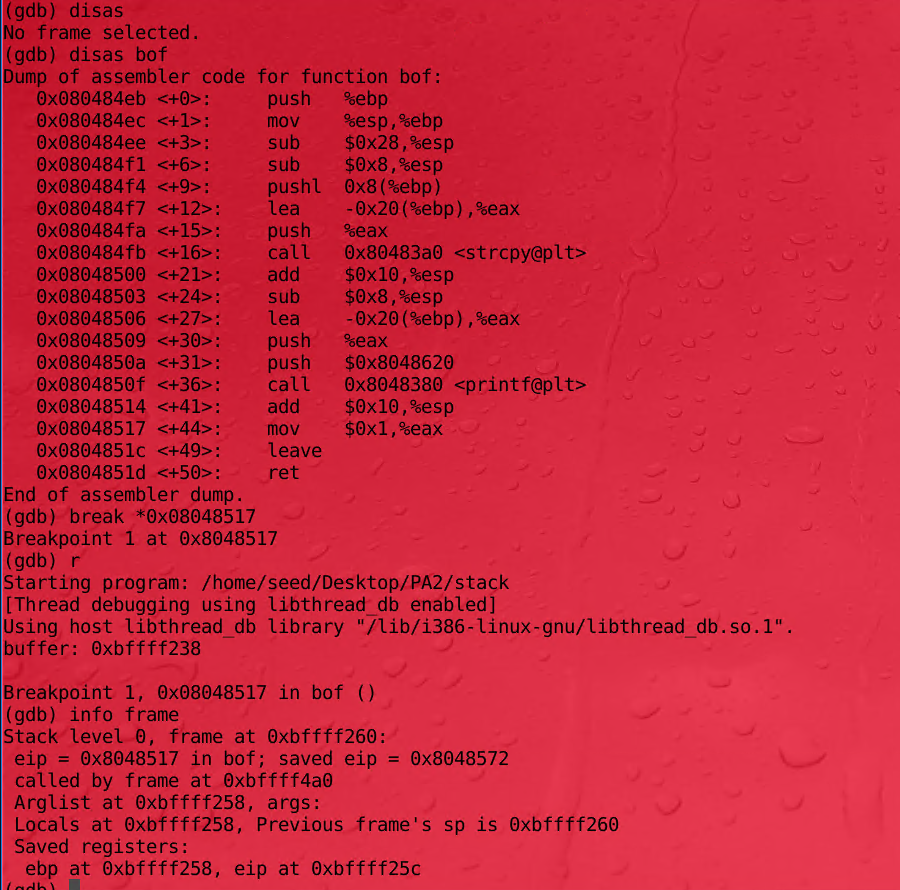 (gdb) disas
No frame selected.
(gdb) disas bof
Dump of assembler code for function bof:
   0x080484eb <+0>:     push   %ebp
   0x080484ec <+1>:     mov    %esp,%ebp
   0x080484ee <+3>:     sub    $0x28,%esp
   0x080484f1 <+6>:     sub    $0x8,%esp
   0x080484f4 <+9>:     pushl  0x8(%ebp)
   0x080484f7 <+12>:    lea    -0x20(%ebp),%eax
   0x080484fa <+15>:    push   %eax
   0x080484fb <+16>:    call   0x80483a0 <strcpy@plt>
   0x08048500 <+21>:    add    $0x10,%esp
   0x08048503 <+24>:    sub    $0x8,%esp
   0x08048506 <+27>:    lea    -0x20(%ebp),%eax
   0x08048509 <+30>:    push   %eax
   0x0804850a <+31>:    push   $0x8048620
   0x0804850f <+36>:    call   0x8048380 <printf@plt>
   0x08048514 <+41>:    add    $0x10,%esp
   0x08048517 <+44>:    mov    $0x1,%eax
   0x0804851c <+49>:    leave
   0x0804851d <+50>:    ret
End of assembler dump.
(gdb) break *0x08048517
Breakpoint 1 at 0x8048517
(gdb) r
Starting program: /home/seed/Desktop/PA2/stack
[Thread debugging using libthread_db enabled]
Using host libthread_db library "/lib/i386-linux-gnu/libthread_db.so.1".
buffer: 0xbffff238

Breakpoint 1, 0x08048517 in bof ()
(gdb) info frame
Stack level 0, frame at 0xbffff260:
 eip = 0x8048517 in bof; saved eip = 0x8048572
 called by frame at 0xbffff4a0
 Arglist at 0xbffff258, args:
 Locals at 0xbffff258, Previous frame's sp is 0xbffff260
 Saved registers:
  ebp at 0xbffff258, eip at 0xbffff25c
(gdb)